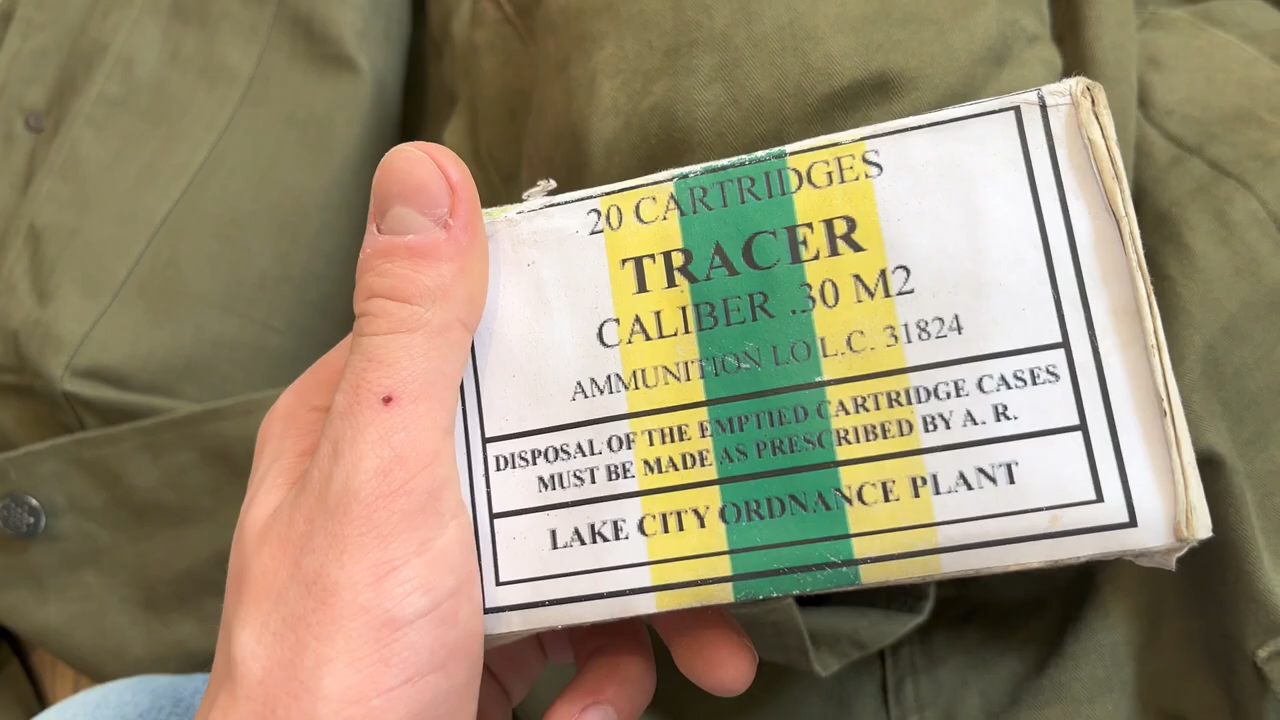 20 CARTRIDGES
TRACER
CALIBER .30 M2
AMMUNITION LO L.C. 31824
DISPOSAL OF THE EMPTIED CARTRIDGE CASES
MUST BE MADE AS PRESCRIBED BY A. R.
LAKE CITY ORDNANCE PLANT